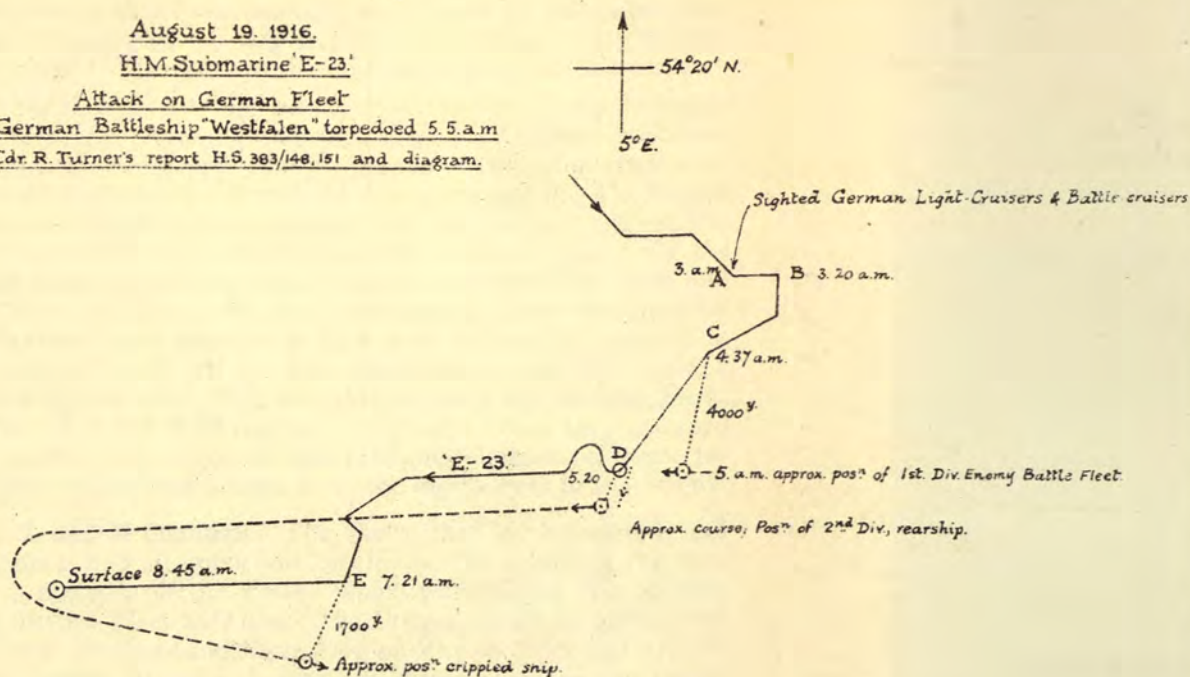 August 19. 1916.
H.M. Submarine 'E-23.'
Attack on German Fleet
German Battleship "Westfalen" torpedoed 5.5.a.m
Cdr. R. Turner's report H.S. 383/148, 151 and diagram.
54°20' N.
5°E.
Sighted German Light-Cruisers & Battle cruisers
3. a.m.
A
B 3.20 a.m.
C
4.37 a.m.
4000ʸ.
D
'E-23.'
5.20
5. a.m. approx. posⁿ of 1st. Div. Enemy Battle Fleet.
Approx. course, Posⁿ of 2nd Div., rearship.
Surface 8.45 a.m.
E 7.21 a.m.
1700ʸ.
Approx. posⁿ crippled ship.